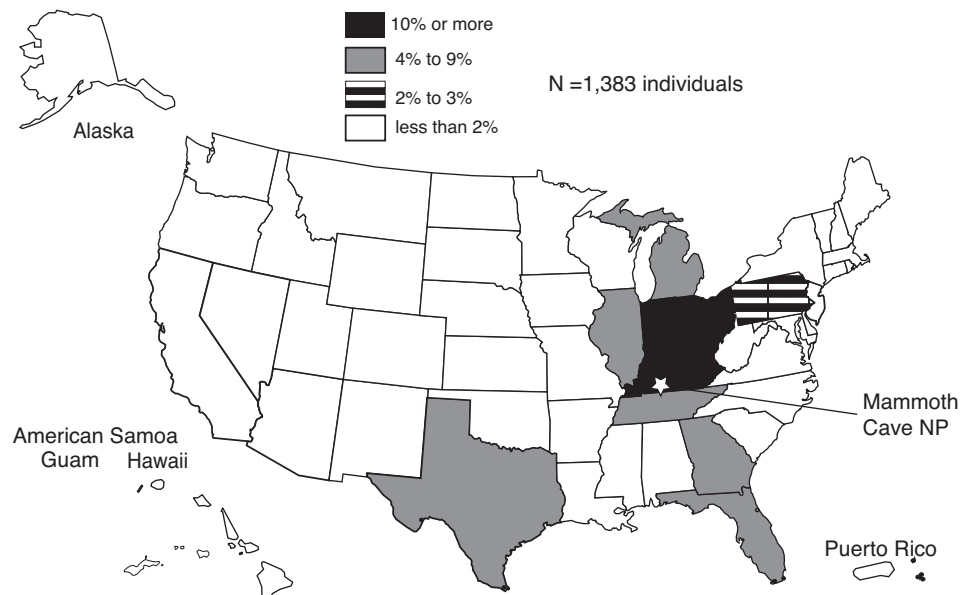 10% or more
4% to 9%
N =1,383 individuals
2% to 3%
less than 2%
Alaska
Mammoth
Cave NP
American Samoa
Guam Hawaii
Puerto Rico